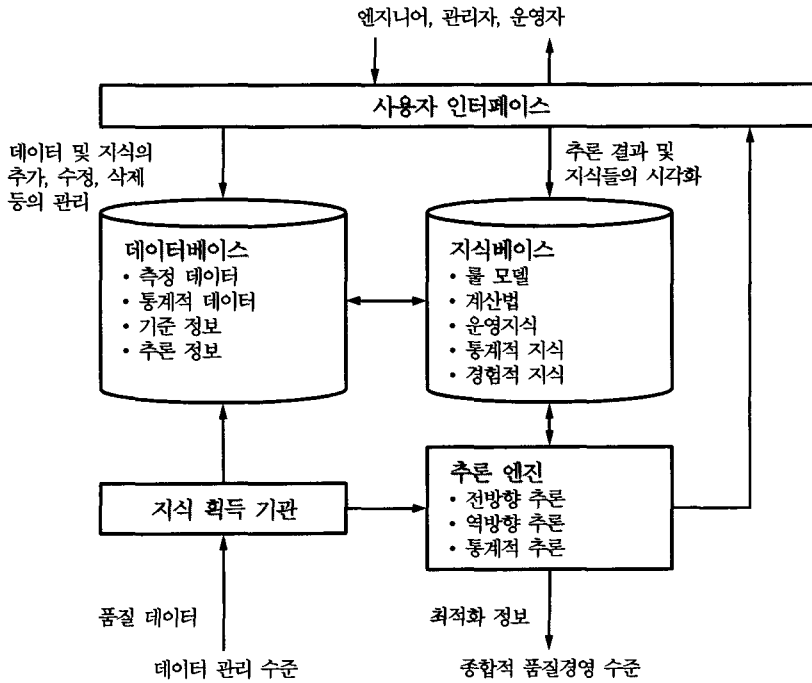 엔지니어, 관리자, 운영자
사용자 인터페이스
데이터 및 지식의
추가, 수정, 삭제
등의 관리
추론 결과 및
지식들의 시각화
데이터베이스
• 측정 데이터
• 통계적 데이터
• 기준 정보
• 추론 정보
지식베이스
• 룰 모델
• 계산법
• 운영지식
• 통계적 지식
• 경험적 지식
지식 획득 기관
추론 엔진
• 전방향 추론
• 역방향 추론
• 통계적 추론
품질 데이터
최적화 정보
데이터 관리 수준
종합적 품질경영 수준